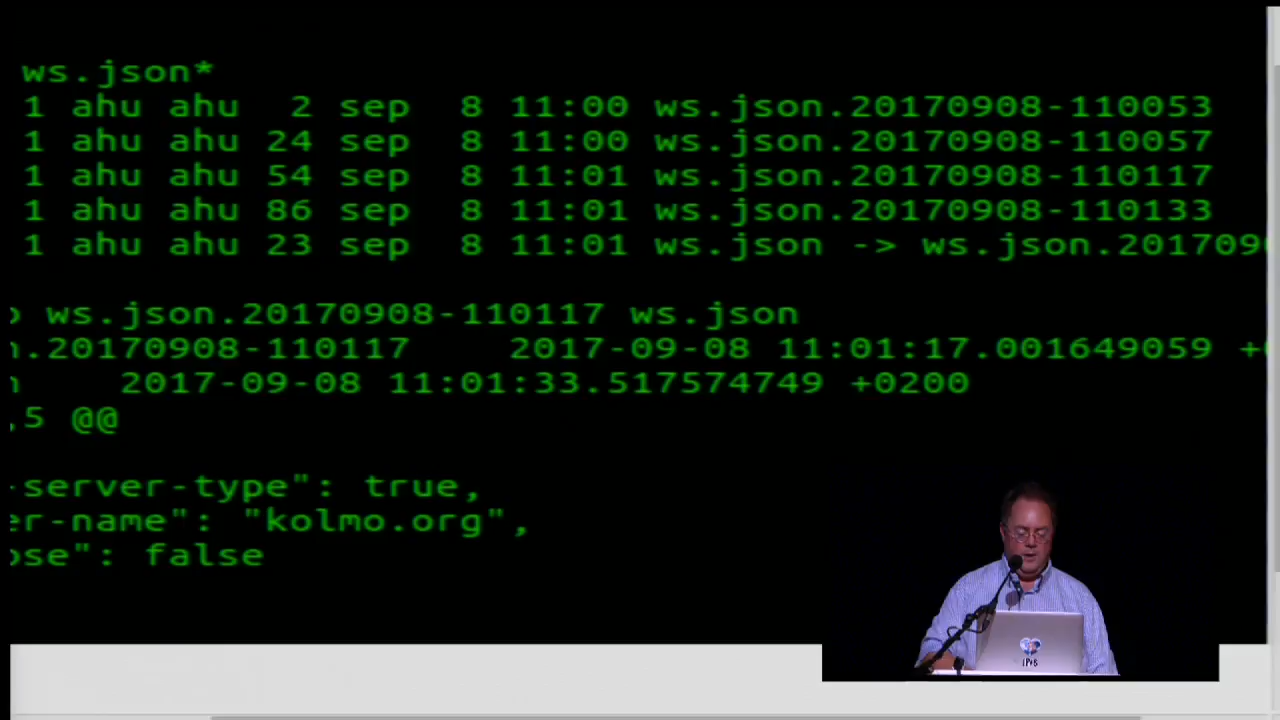 ws.json*
1 ahu ahu 2 sep 8 11:00 ws.json.20170908-110053
1 ahu ahu 24 sep 8 11:00 ws.json.20170908-110057
1 ahu ahu 54 sep 8 11:01 ws.json.20170908-110117
1 ahu ahu 86 sep 8 11:01 ws.json.20170908-110133
1 ahu ahu 23 sep 8 11:01 ws.json -> ws.json.201709
ws.json.20170908-110117 ws.json
.20170908-110117 2017-09-08 11:01:17.001649059 +
2017-09-08 11:01:33.517574749 +0200
,5 @@
-server-type": true,
er-name": "kolmo.org",
ose": false